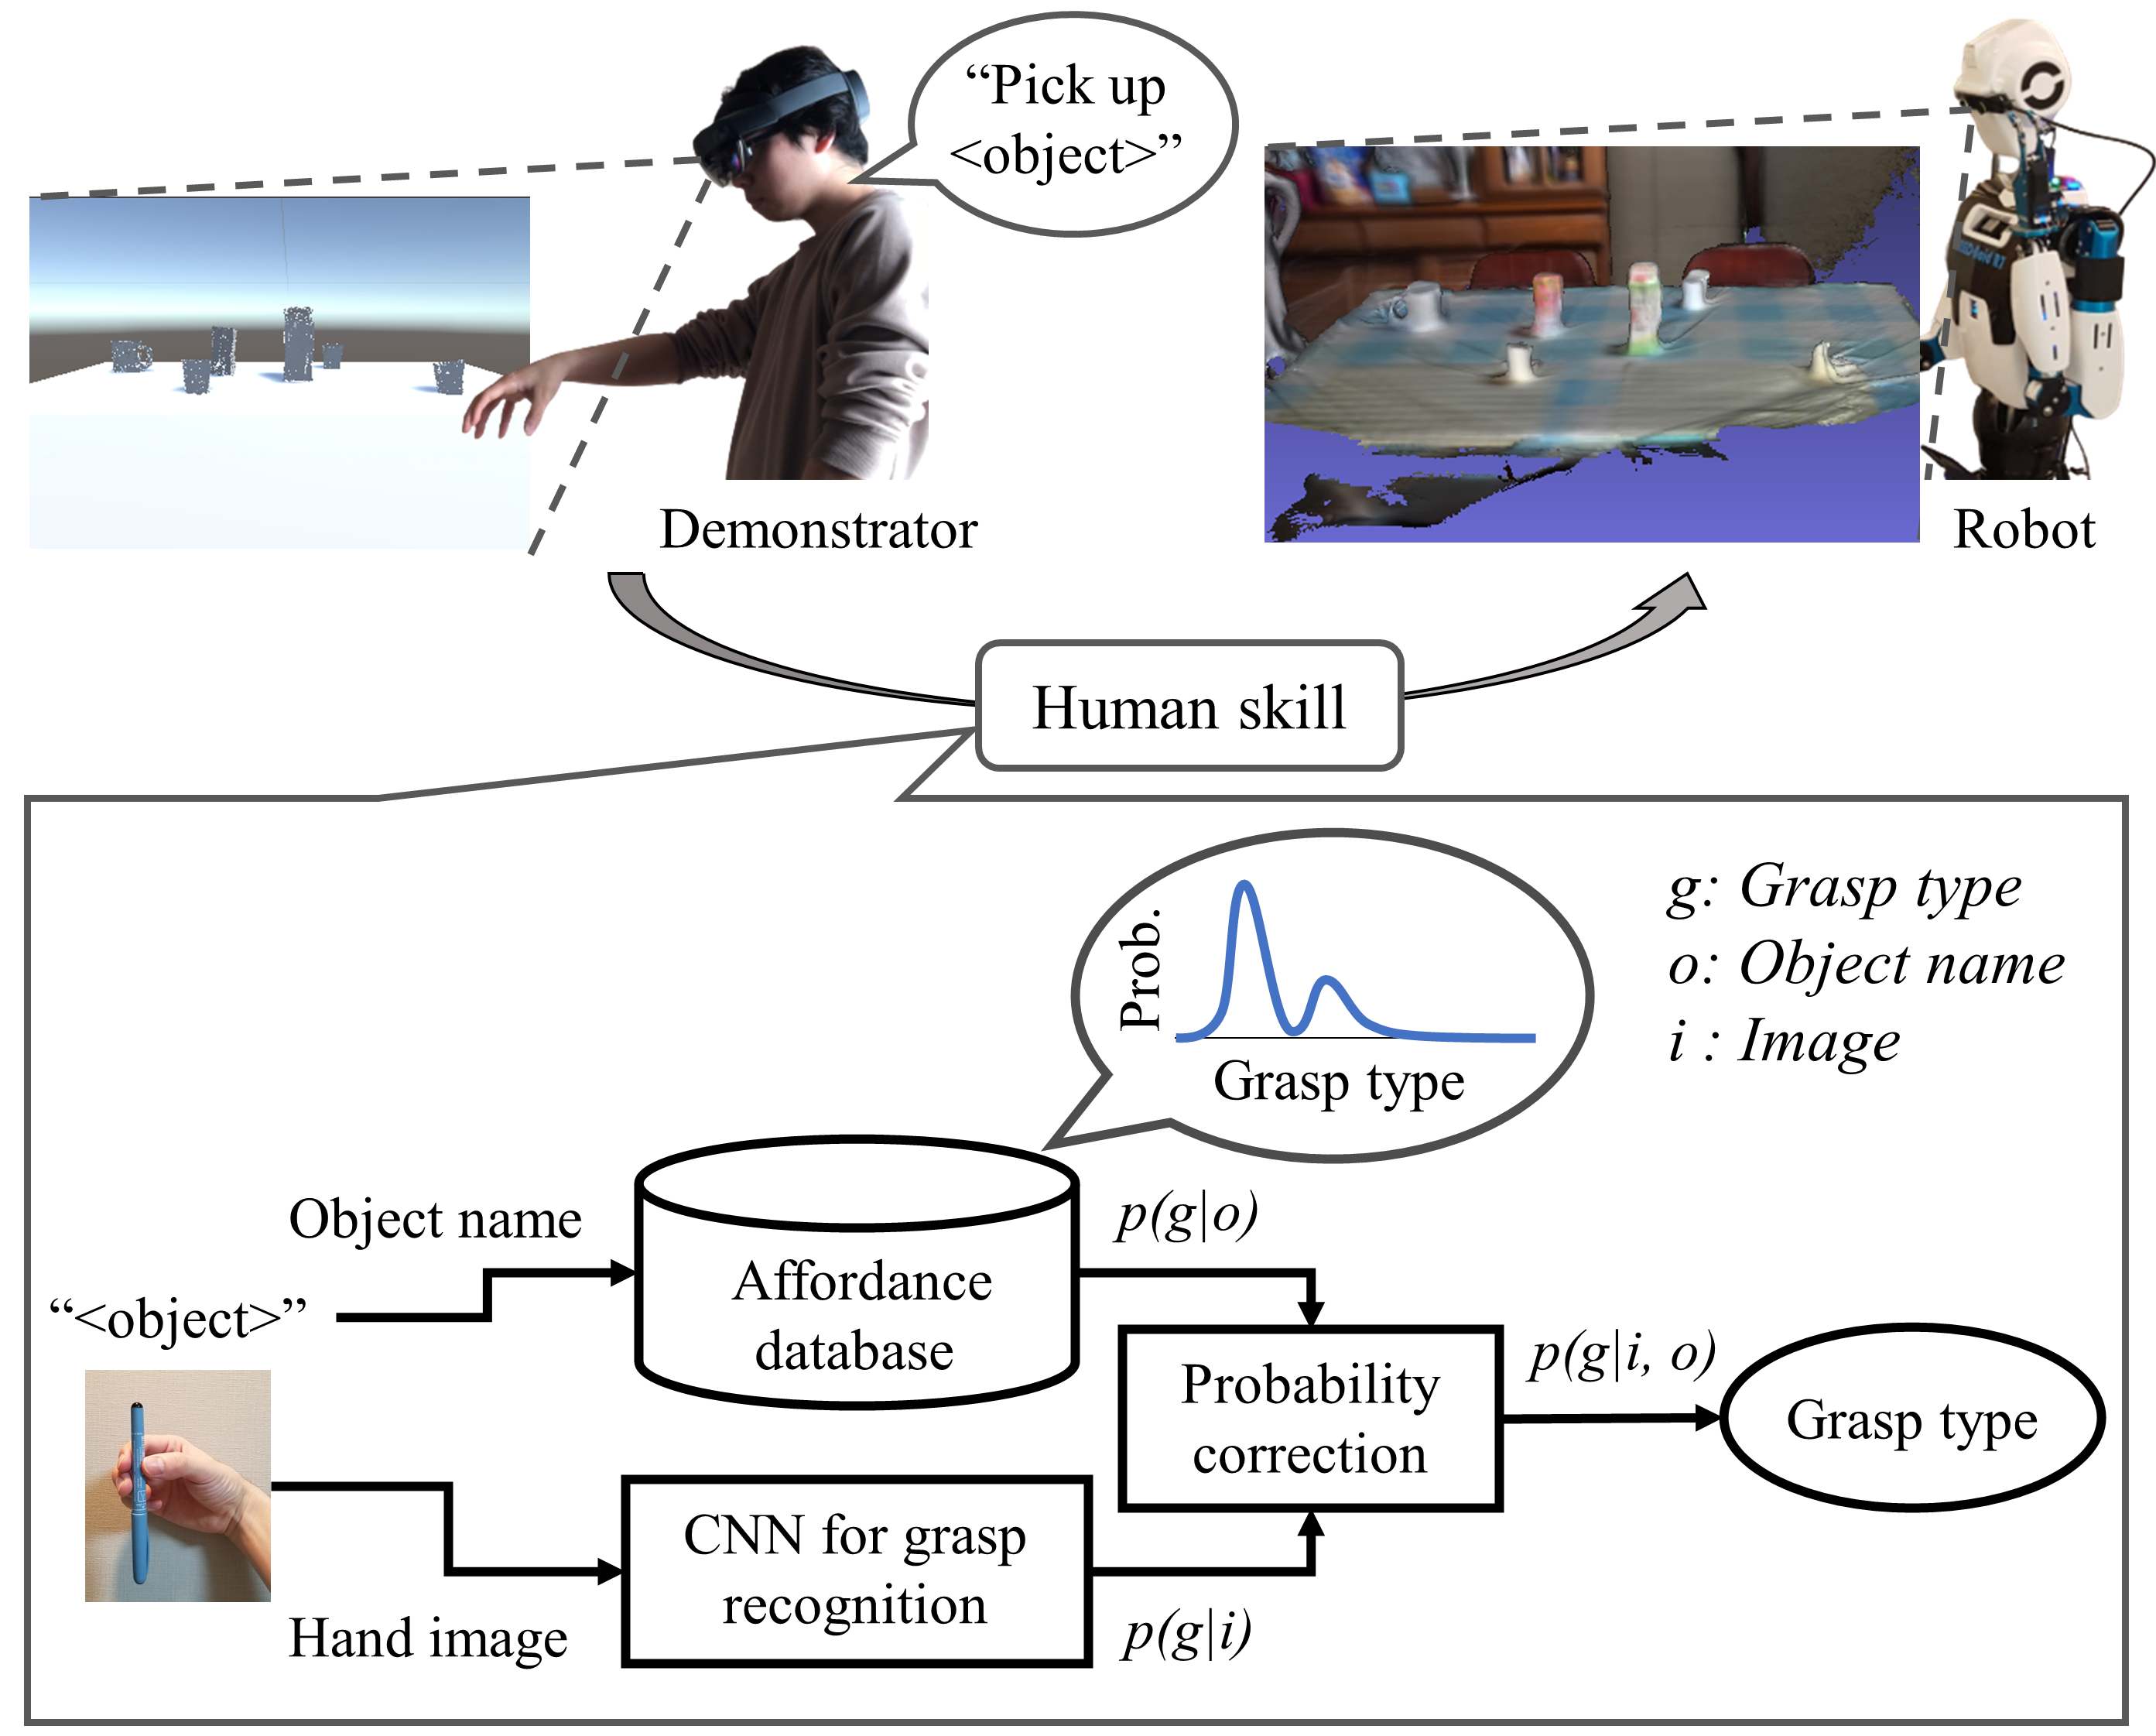 “Pick up
<object>”
Demonstrator
Robot
Human skill
Prob.
Grasp type
g: Grasp type
o: Object name
i : Image
Object name
“<object>”
Affordance
database
p(g|o)
Probability
correction
p(g|i, o)
Grasp type
CNN for grasp
recognition
Hand image
p(g|i)